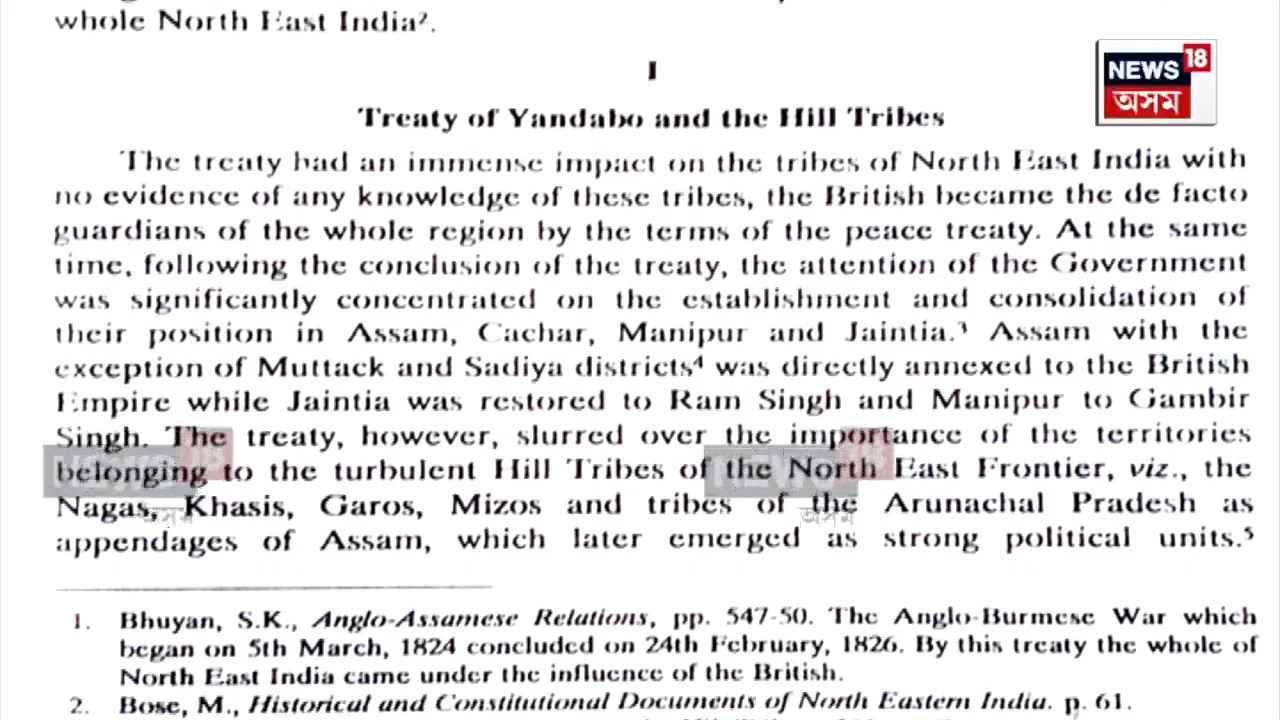 whole North East India².
NEWS 18
অসম
I
Treaty of Yandabo and the Hill Tribes
The treaty had an immense impact on the tribes of North East India with
no evidence of any knowledge of these tribes, the British became the de facto
guardians of the whole region by the terms of the peace treaty. At the same
time, following the conclusion of the treaty, the attention of the Government
was significantly concentrated on the establishment and consolidation of
their position in Assam, Cachar, Manipur and Jaintia.³ Assam with the
exception of Muttack and Sadiya districts⁴ was directly annexed to the British
Empire while Jaintia was restored to Ram Singh and Manipur to Gambir
Singh. The treaty, however, slurred over the importance of the territories
belonging to the turbulent Hill Tribes of the North East Frontier, viz., the
Nagas, Khasis, Garos, Mizos and tribes of the Arunachal Pradesh as
appendages of Assam, which later emerged as strong political units.⁵
1. Bhuyan, S.K., Anglo-Assamese Relations, pp. 547-50. The Anglo-Burmese War which
began on 5th March, 1824 concluded on 24th February, 1826. By this treaty the whole of
North East India came under the influence of the British.
2. Bose, M., Historical and Constitutional Documents of North Eastern India. p. 61.